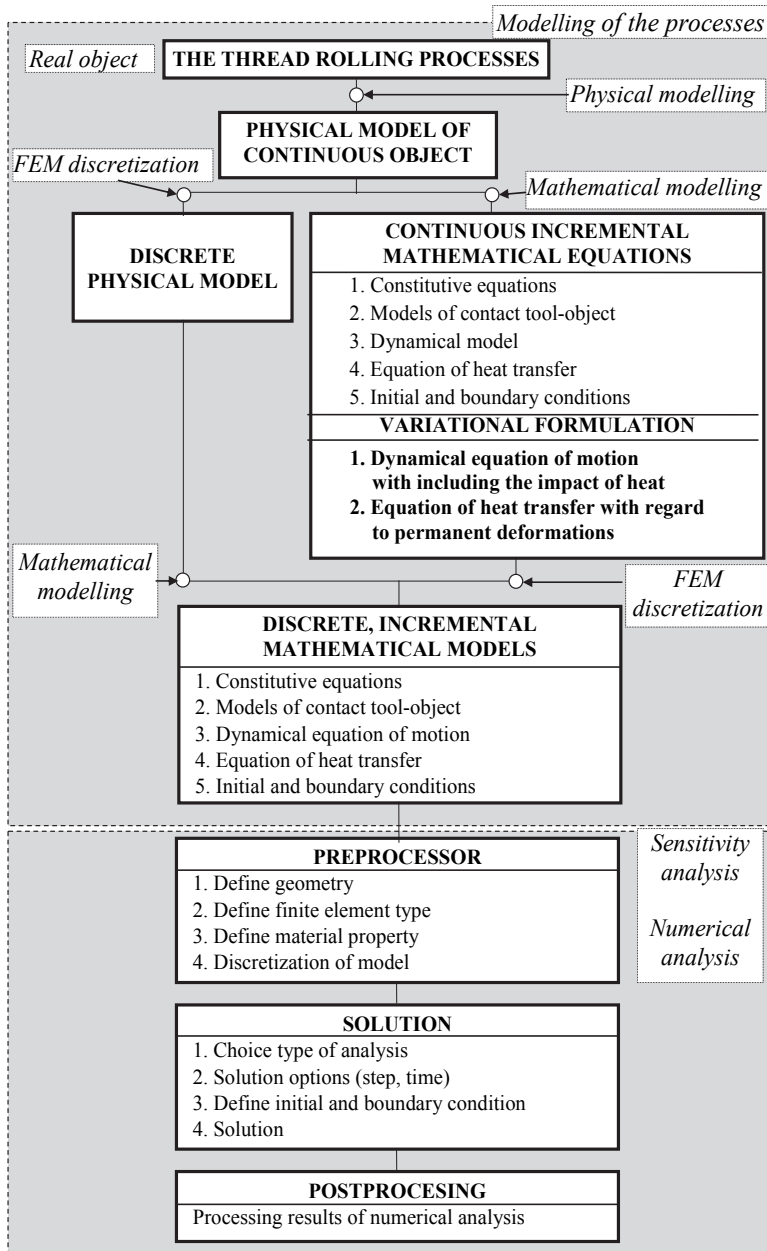 Modelling of the processes
Real object
THE THREAD ROLLING PROCESSES
Physical modelling
PHYSICAL MODEL OF
CONTINUOUS OBJECT
FEM discretization
Mathematical modelling
DISCRETE
PHYSICAL MODEL
CONTINUOUS INCREMENTAL
MATHEMATICAL EQUATIONS
1. Constitutive equations
2. Models of contact tool-object
3. Dynamical model
4. Equation of heat transfer
5. Initial and boundary conditions
VARIATIONAL FORMULATION
1. Dynamical equation of motion
with including the impact of heat
2. Equation of heat transfer with regard
to permanent deformations
Mathematical
modelling
FEM
discretization
DISCRETE, INCREMENTAL
MATHEMATICAL MODELS
1. Constitutive equations
2. Models of contact tool-object
3. Dynamical equation of motion
4. Equation of heat transfer
5. Initial and boundary conditions
PREPROCESSOR
1. Define geometry
2. Define finite element type
3. Define material property
4. Discretization of model
Sensitivity
analysis
Numerical
analysis
SOLUTION
1. Choice type of analysis
2. Solution options (step, time)
3. Define initial and boundary condition
4. Solution
POSTPROCESING
Processing results of numerical analysis